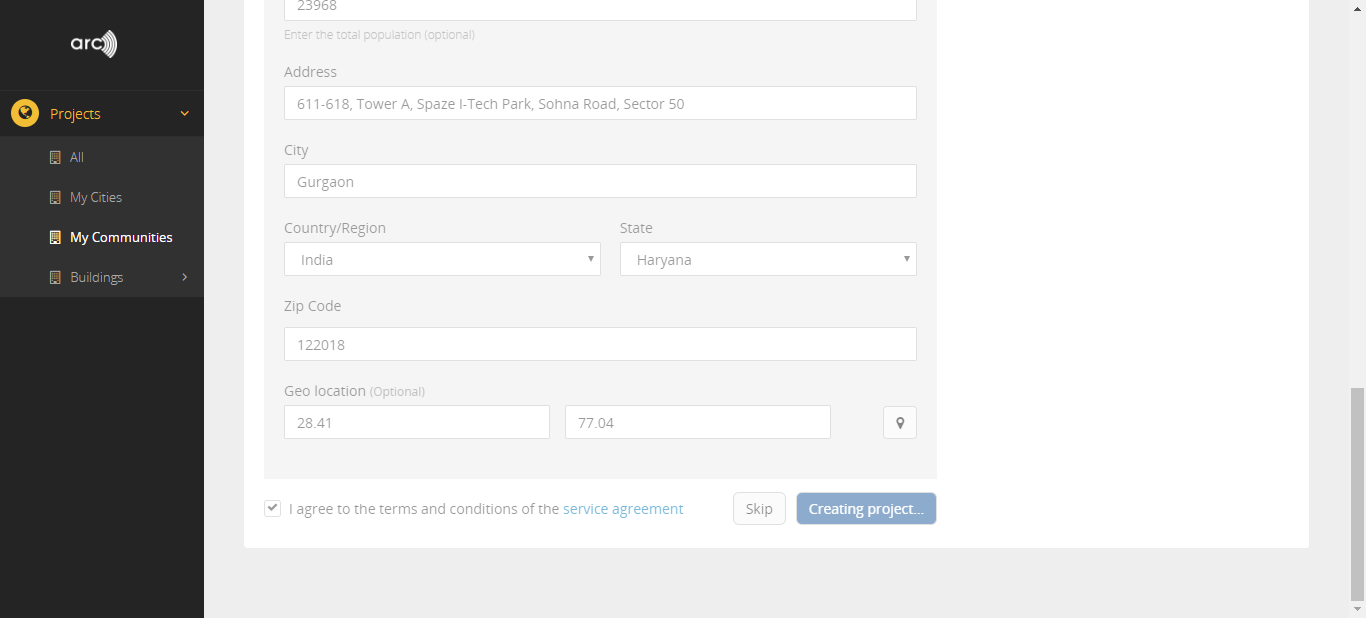 arc
Projects
All
My Cities
My Communities
Buildings
23968
Enter the total population (optional)
Address
611-618, Tower A, Spaze I-Tech Park, Sohna Road, Sector 50
City
Gurgaon
Country/Region State
India Haryana
Zip Code
122018
Geo location (Optional)
28.41 77.04
I agree to the terms and conditions of the service agreement Skip Creating project...